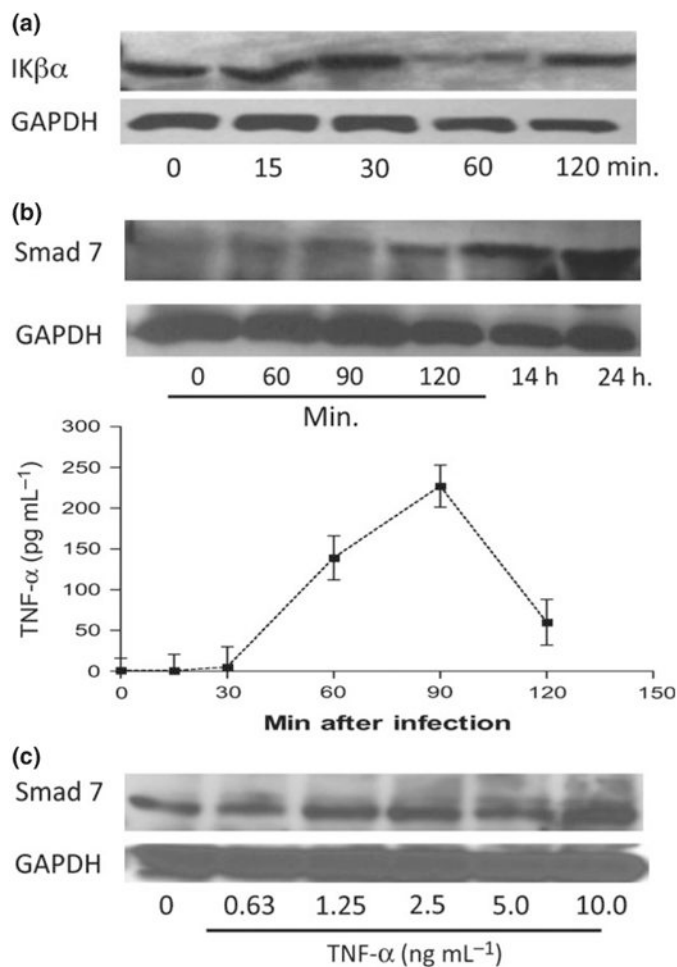 (a)
IKβα
GAPDH
0 15 30 60 120 min.
(b)
Smad 7
GAPDH
0 60 90 120 14 h 24 h.
Min.
300
250
200
150
100
50
0
TNF-α (pg mL⁻¹)
0 30 60 90 120 150
Min after infection
(c)
Smad 7
GAPDH
0 0.63 1.25 2.5 5.0 10.0
TNF-α (ng mL⁻¹)